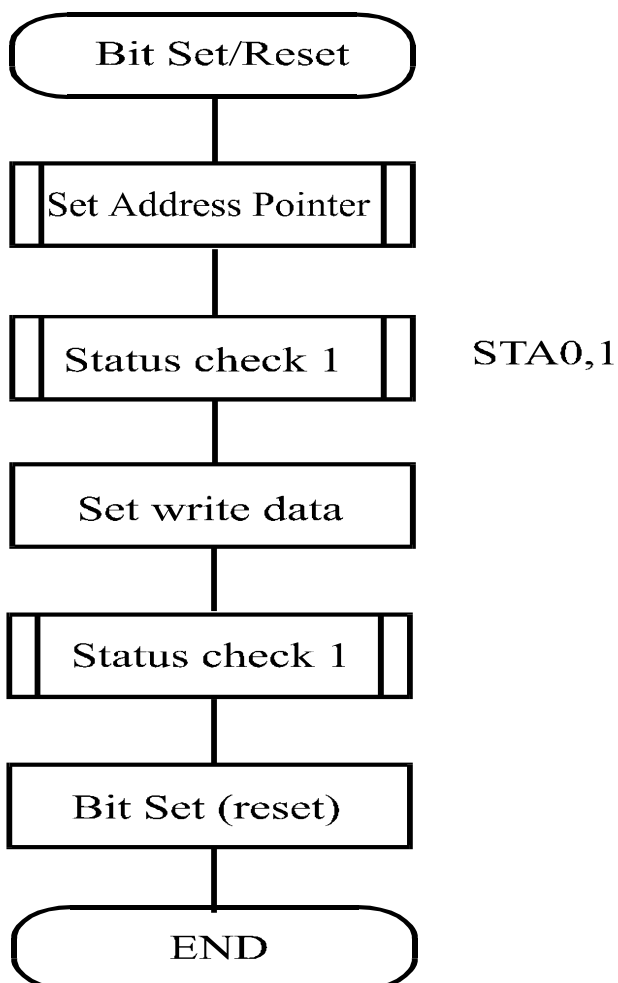 Bit Set/Reset
Set Address Pointer
Status check 1
STA0,1
Set write data
Status check 1
Bit Set (reset)
END